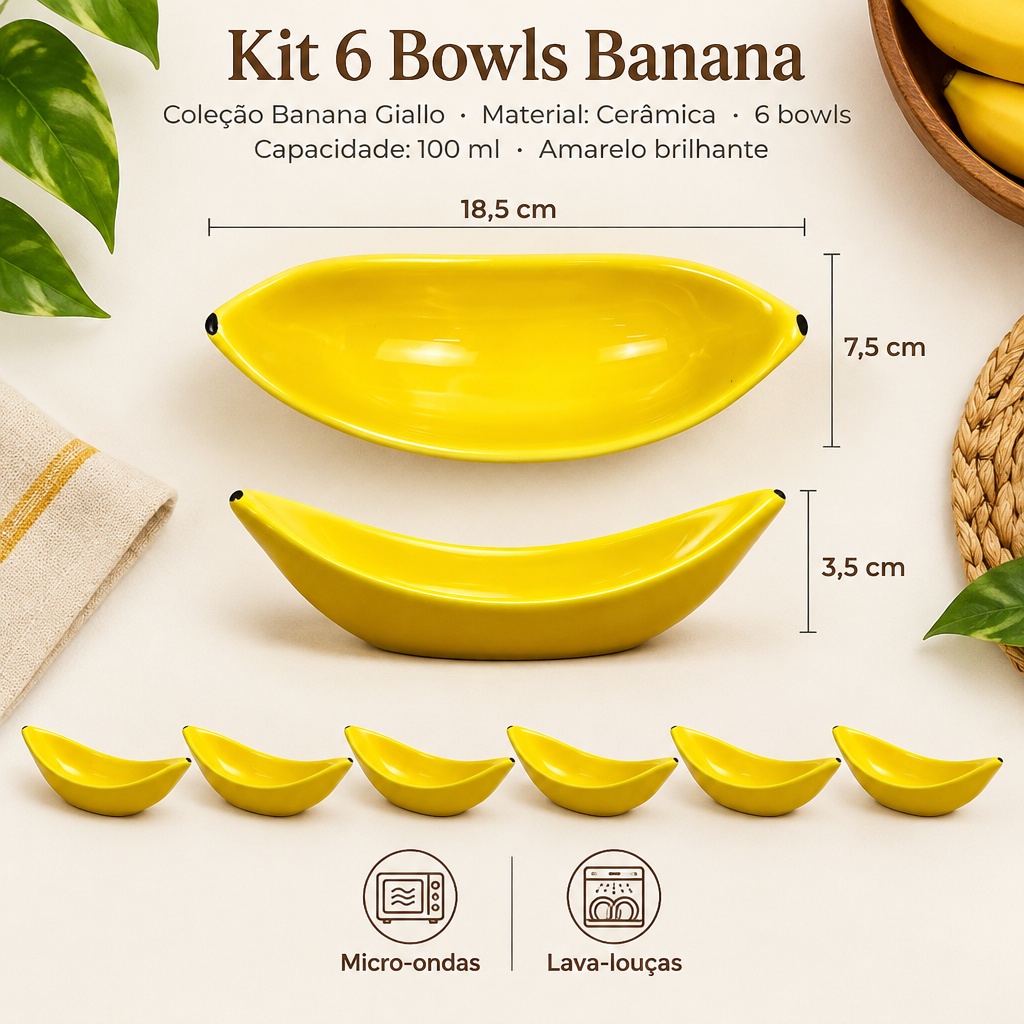 Kit 6 Bowls Banana
Coleção Banana Giallo · Material: Cerâmica · 6 bowls
Capacidade: 100 ml · Amarelo brilhante
18,5 cm
7,5 cm
3,5 cm
Micro-ondas
Lava-louças